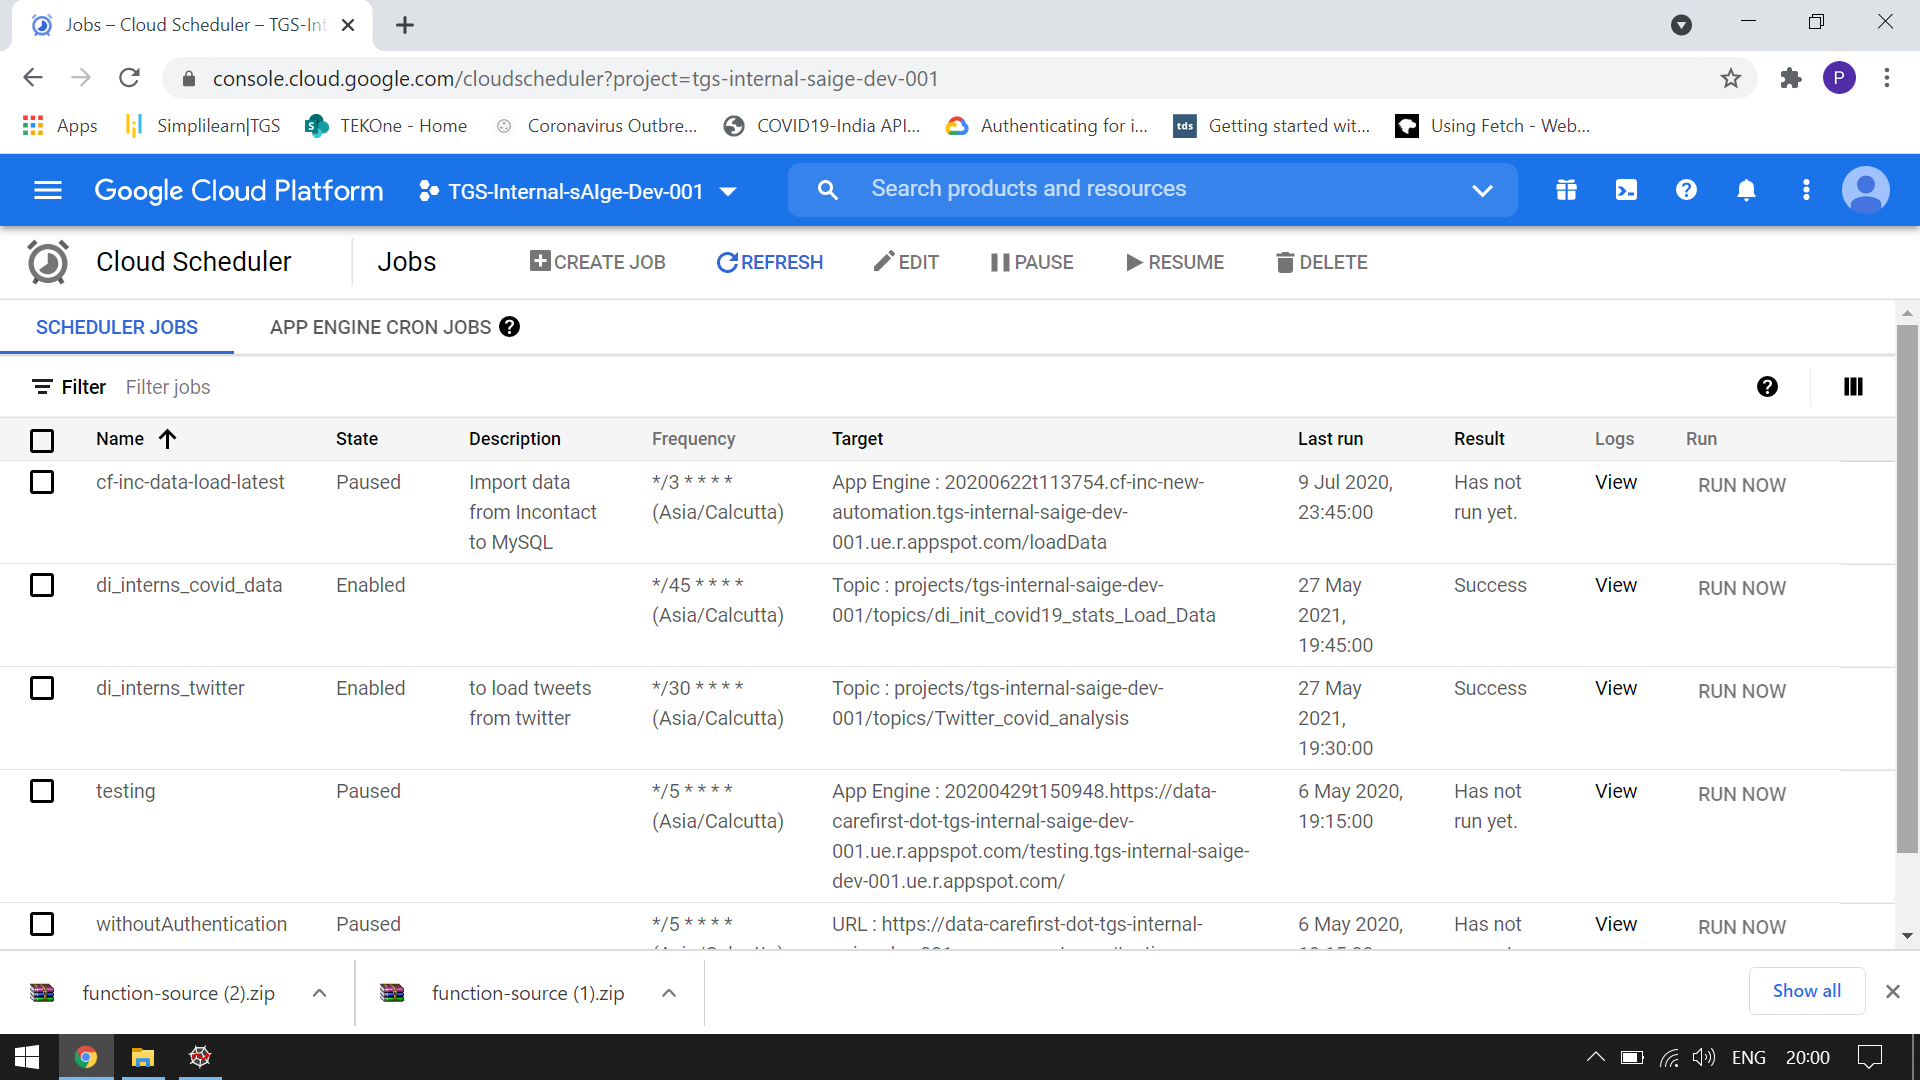 Jobs – Cloud Scheduler – TGS-Int
console.cloud.google.com/cloudscheduler?project=tgs-internal-saige-dev-001
P
Apps
Simplilearn|TGS
TEKOne - Home
Coronavirus Outbre...
COVID19-India API...
Authenticating for i...
tds Getting started wit...
Using Fetch - Web...
Google Cloud Platform
TGS-Internal-sAIge-Dev-001
Search products and resources
Cloud Scheduler
Jobs
CREATE JOB
REFRESH
EDIT
PAUSE
RESUME
DELETE
SCHEDULER JOBS
APP ENGINE CRON JOBS
Filter Filter jobs
Name State Description Frequency Target Last run Result Logs Run
cf-inc-data-load-latest Paused Import data */3 * * * * App Engine : 20200622t113754.cf-inc-new- 9 Jul 2020, Has not View RUN NOW
from Incontact (Asia/Calcutta) automation.tgs-internal-saige-dev- 23:45:00 run yet.
to MySQL 001.ue.r.appspot.com/loadData
di_interns_covid_data Enabled */45 * * * * Topic : projects/tgs-internal-saige-dev- 27 May Success View RUN NOW
(Asia/Calcutta) 001/topics/di_init_covid19_stats_Load_Data 2021,
19:45:00
di_interns_twitter Enabled to load tweets */30 * * * * Topic : projects/tgs-internal-saige-dev- 27 May Success View RUN NOW
from twitter (Asia/Calcutta) 001/topics/Twitter_covid_analysis 2021,
19:30:00
testing Paused */5 * * * * App Engine : 20200429t150948.https://data- 6 May 2020, Has not View RUN NOW
(Asia/Calcutta) carefirst-dot-tgs-internal-saige-dev- 19:15:00 run yet.
001.ue.r.appspot.com/testing.tgs-internal-saige-
dev-001.ue.r.appspot.com/
withoutAuthentication Paused */5 * * * * URL : https://data-carefirst-dot-tgs-internal- 6 May 2020, Has not View RUN NOW
function-source (2).zip
function-source (1).zip
Show all
ENG 20:00